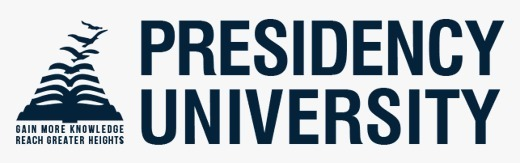 PRESIDENCY
UNIVERSITY
GAIN MORE KNOWLEDGE
REACH GREATER HEIGHTS